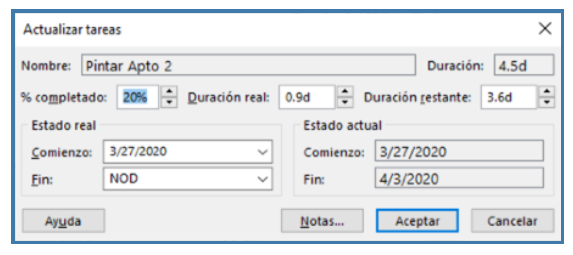 Actualizar tareas
Nombre: Pintar Apto 2 Duración: 4.5d
% completado: 20% Duración real: 0.9d Duración restante: 3.6d
Estado real Estado actual
Comienzo: 3/27/2020 Comienzo: 3/27/2020
Fin: NOD Fin: 4/3/2020
Ayuda Notas... Aceptar Cancelar